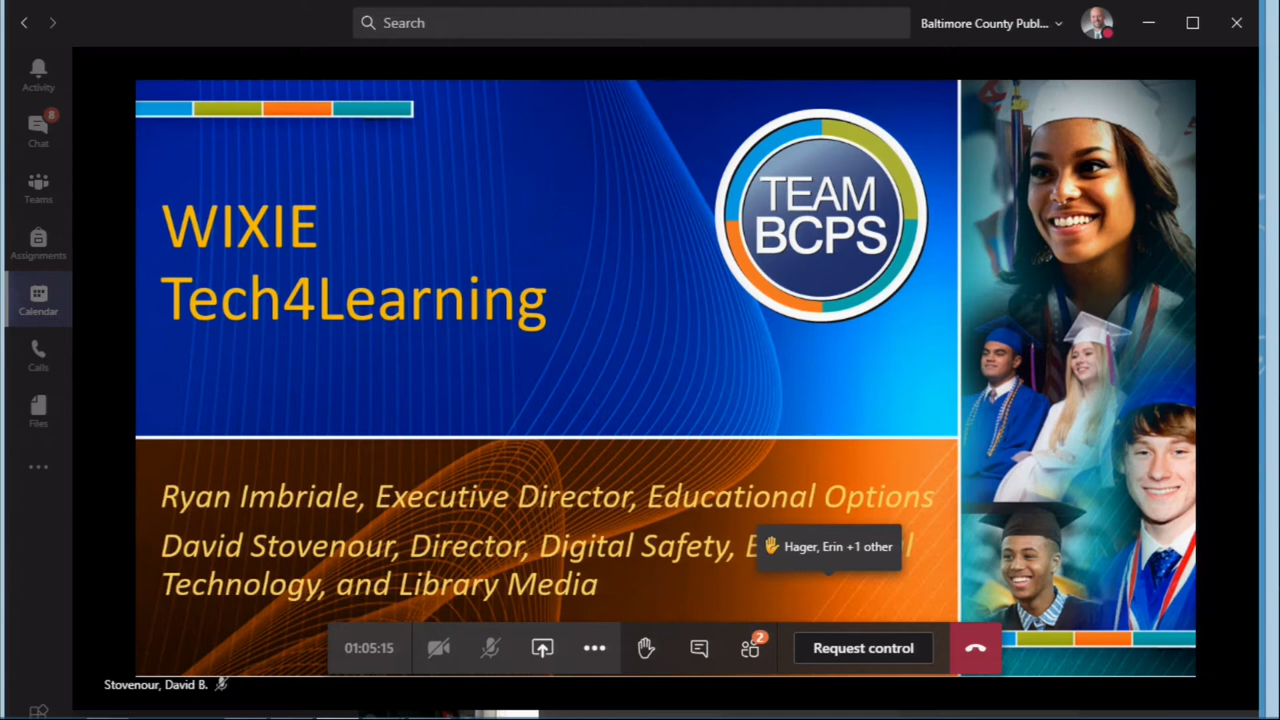 Search
Baltimore County Publ...
Activity
8
Chat
Teams
Assignments
Calendar
Calls
Files
WIXIE
Tech4Learning
TEAM
BCPS
Ryan Imbriale, Executive Director, Educational Options
David Stovenour, Director, Digital Safety, E l
Technology, and Library Media
Hager, Erin +1 other
01:05:15
2
Request control
Stovenour, David B.